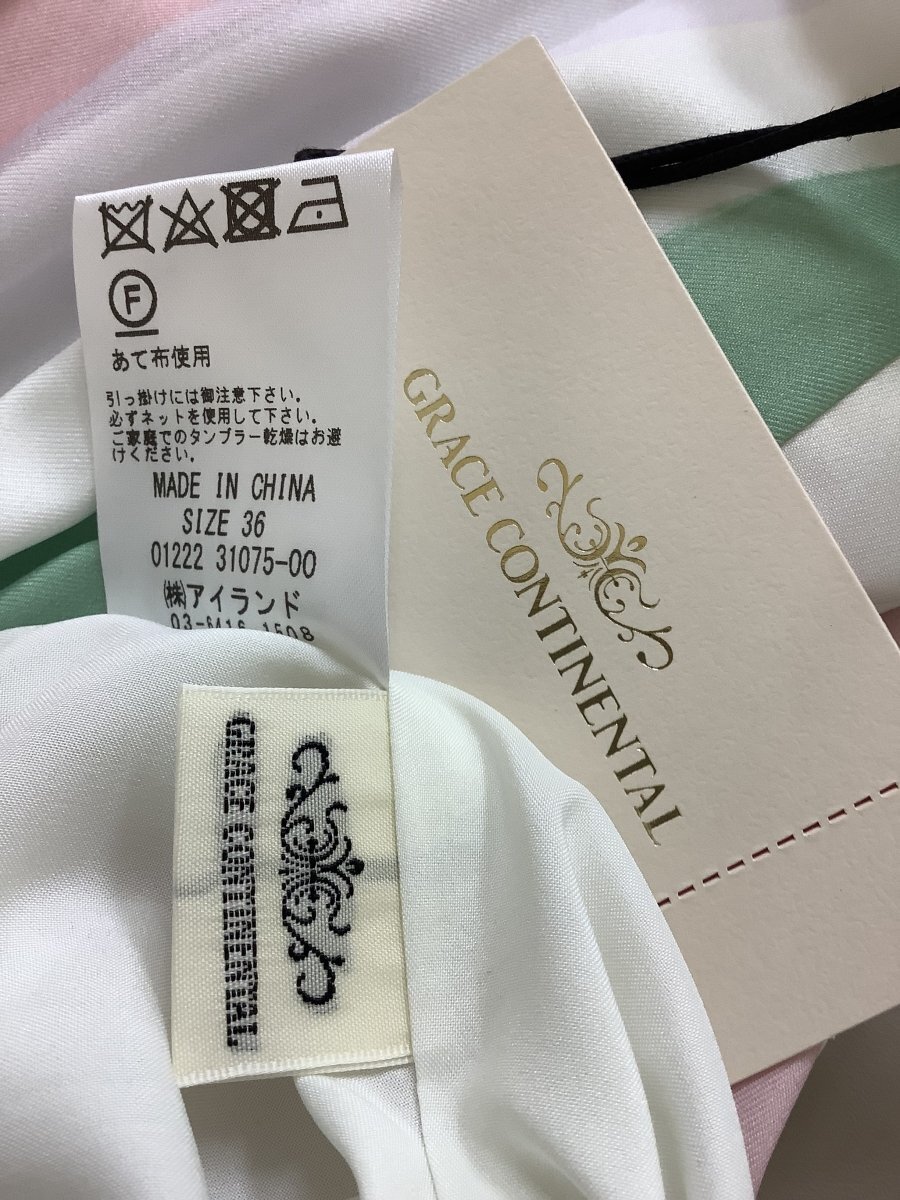 F
あて布使用
引っ掛けには御注意下さい。
必ずネットを使用して下さい。
ご家庭でのタンブラー乾燥はお避
けください。
MADE IN CHINA
SIZE 36
01222 31075-00
㈱アイランド
03-6416-1508
GRACE CONTINENTAL
GRACE CONTINENTAL